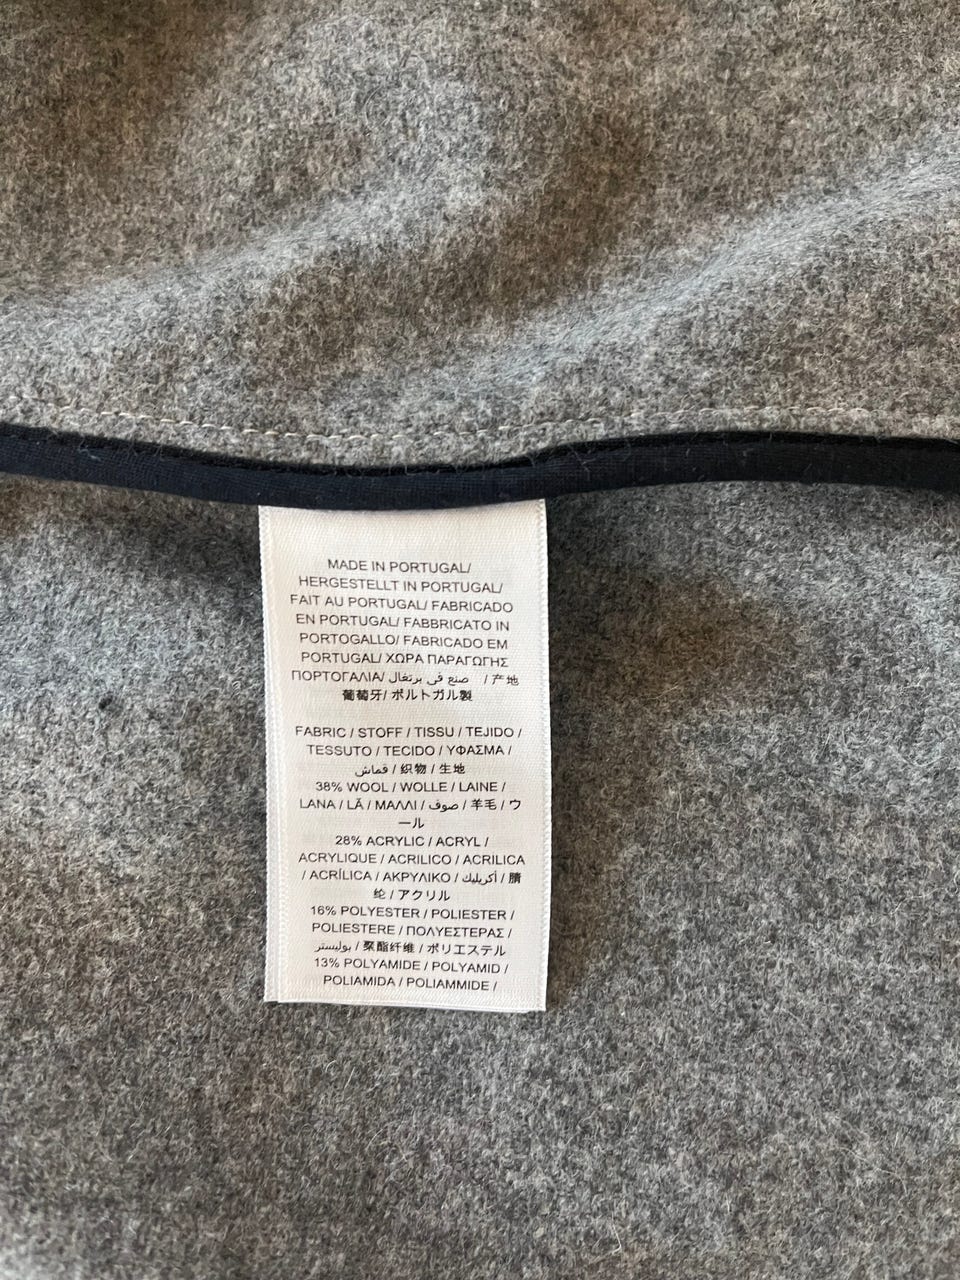 MADE IN PORTUGAL/
HERGESTELLT IN PORTUGAL/
FAIT AU PORTUGAL/ FABRICADO
EN PORTUGAL/ FABBRICATO IN
PORTOGALLO/ FABRICADO EM
PORTUGAL/ ΧΩΡΑ ΠΑΡΑΓΩΓΗΣ
ΠΟΡΤΟΓΑΛΙΑ/ صنع في برتغال / 产地
葡萄牙/ ポルトガル製
FABRIC / STOFF / TISSU / TEJIDO /
TESSUTO / TECIDO / ΥΦΑΣΜΑ /
قماش / 织物 / 生地
38% WOOL / WOLLE / LAINE /
LANA / LÃ / ΜΑΛΛΙ / صوف / 羊毛 / ウ
ール
28% ACRYLIC / ACRYL /
ACRYLIQUE / ACRILICO / ACRÍLICA
/ ACRÍLICA / ΑΚΡΥΛΙΚΟ / أكريليك / 腈
纶 / アクリル
16% POLYESTER / POLIESTER /
POLIESTERE / ΠΟΛΥΕΣΤΕΡΑΣ /
بوليستر / 聚酯纤维 / ポリエステル
13% POLYAMIDE / POLYAMID /
POLIAMIDA / POLIAMMIDE /